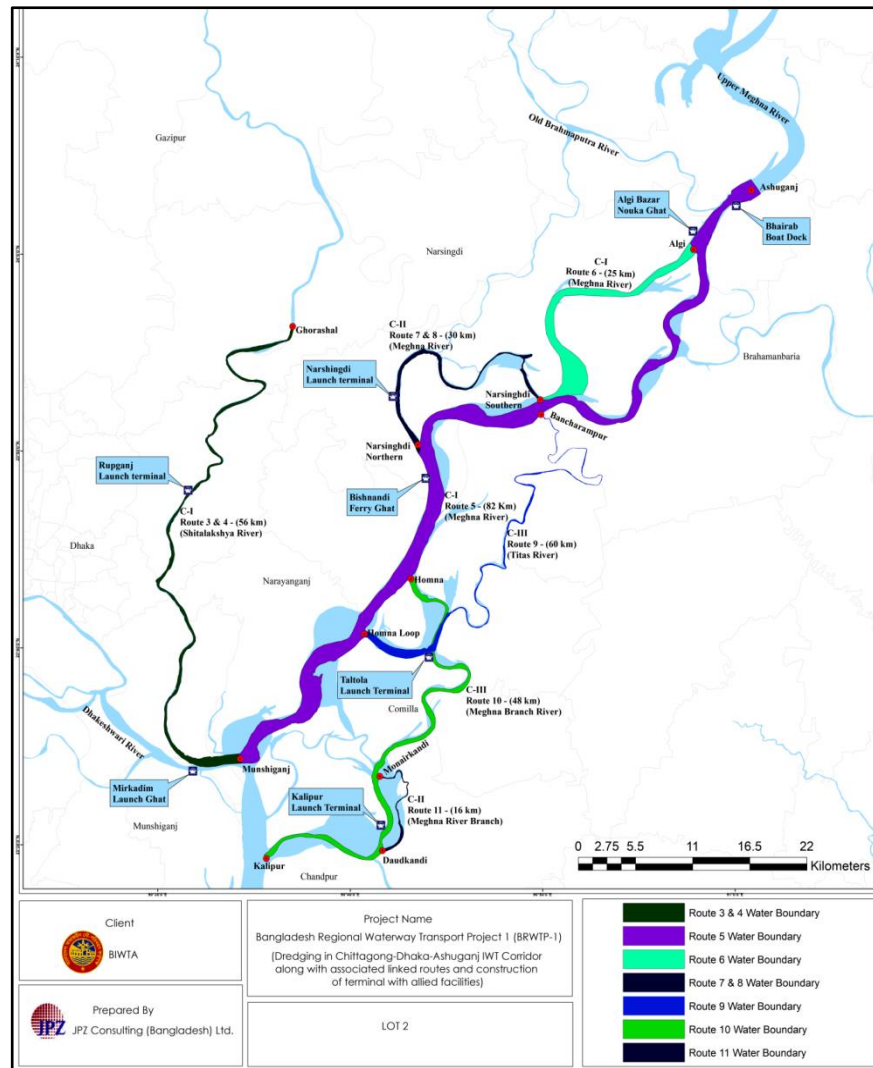 Upper Meghna River
Old Brahmaputra River
Gazipur
Ashuganj
Algi Bazar
Nouka Ghat
Bhairab
Boat Dock
Algi
Narsingdi
C-I
Route 6 - (25 km)
(Meghna River)
Ghorashal
C-II
Route 7 & 8 - (30 km)
(Meghna River)
Brahamanbaria
Narshingdi
Launch terminal
Narsinghdi
Southern
Bancharampur
Narsinghdi
Northern
Rupganj
Launch terminal
Bishnandi
Ferry Ghat
C-I
Route 5 - (82 Km)
(Meghna River)
C-I
Route 3 & 4 - (56 km)
(Shitalakshya River)
C-III
Route 9 - (60 km)
(Titas River)
Dhaka
Narayanganj
Homna
Homna Loop
Taltola
Launch Terminal
C-III
Route 10 - (48 km)
(Meghna Branch River)
Comilla
Dhakeshwari River
Munshiganj
Monairkandi
Mirkadim
Launch Ghat
C-II
Route 11 - (16 km)
(Meghna River Branch)
Kalipur
Launch Terminal
Munshiganj
Kalipur
Daudkandi
Chandpur
0 2.75 5.5 11 16.5 22
Kilometers
Client
BIWTA
Prepared By
JPZ
JPZ Consulting (Bangladesh) Ltd.
Project Name
Bangladesh Regional Waterway Transport Project 1 (BRWTP-1)
(Dredging in Chittagong-Dhaka-Ashuganj IWT Corridor
along with associated linked routes and construction
of terminal with allied facilities)
LOT 2
Route 3 & 4 Water Boundary
Route 5 Water Boundary
Route 6 Water Boundary
Route 7 & 8 Water Boundary
Route 9 Water Boundary
Route 10 Water Boundary
Route 11 Water Boundary